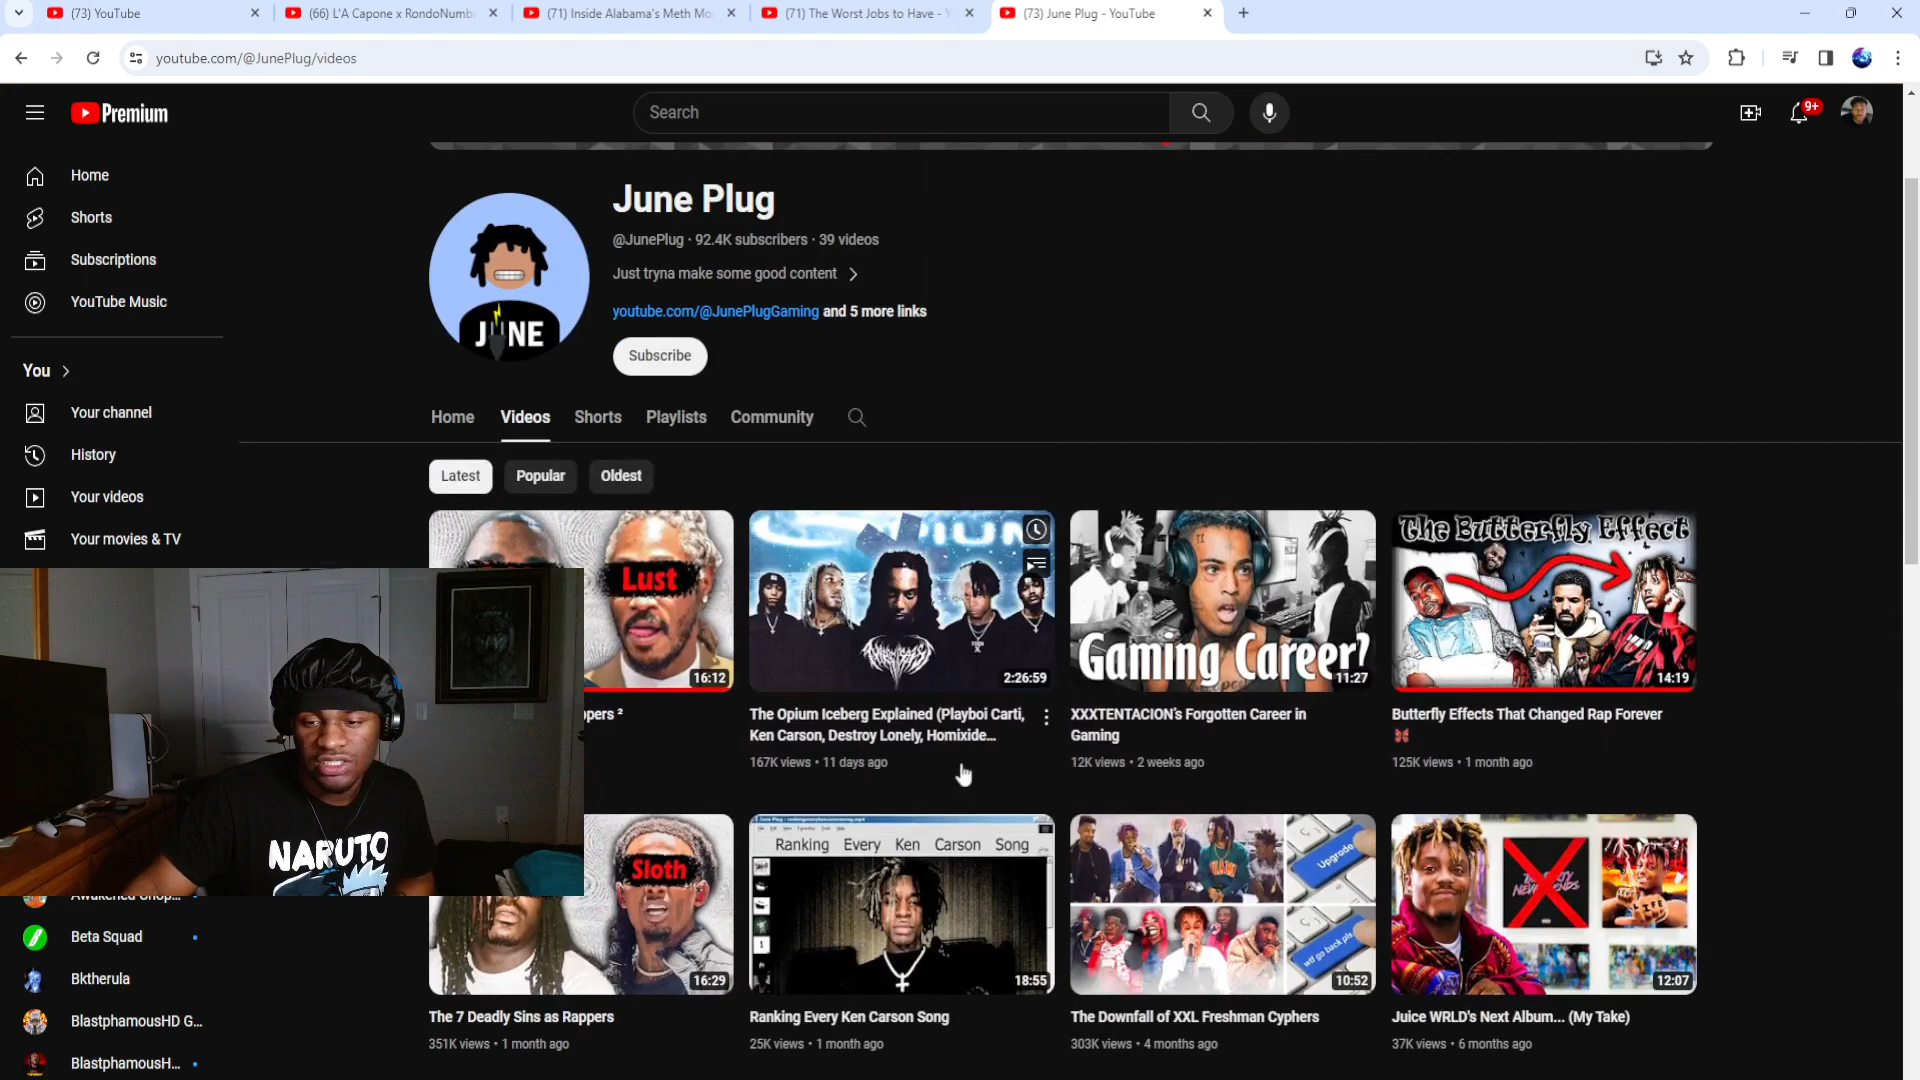 (73) YouTube
(66) L'A Capone x RondoNumb
(71) Inside Alabama's Meth Mo
(71) The Worst Jobs to Have - Y
(73) June Plug - YouTube
youtube.com/@JunePlug/videos
Premium
Search
9+
Home
Shorts
Subscriptions
YouTube Music
You
Your channel
History
Your videos
Your movies & TV
Beta Squad
Bktherula
BlastphamousHD G...
BlastphamousH...
NARUTO
JUNE
June Plug
@JunePlug · 92.4K subscribers · 39 videos
Just tryna make some good content
youtube.com/@JunePlugGaming and 5 more links
Subscribe
Home Videos Shorts Playlists Community
Latest Popular Oldest
Lust
16:12
ppers ²
2:26:59
The Opium Iceberg Explained (Playboi Carti,
Ken Carson, Destroy Lonely, Homixide...
167K views · 11 days ago
Gaming Career?
11:27
XXXTENTACION's Forgotten Career in
Gaming
12K views · 2 weeks ago
The Butterfly Effect
14:19
Butterfly Effects That Changed Rap Forever
🦋
125K views · 1 month ago
Sloth
16:29
The 7 Deadly Sins as Rappers
351K views · 1 month ago
Ranking Every Ken Carson Song
18:55
Ranking Every Ken Carson Song
25K views · 1 month ago
Upgrade
wtf go back pls
10:52
The Downfall of XXL Freshman Cyphers
303K views · 4 months ago
12:07
Juice WRLD's Next Album... (My Take)
37K views · 6 months ago